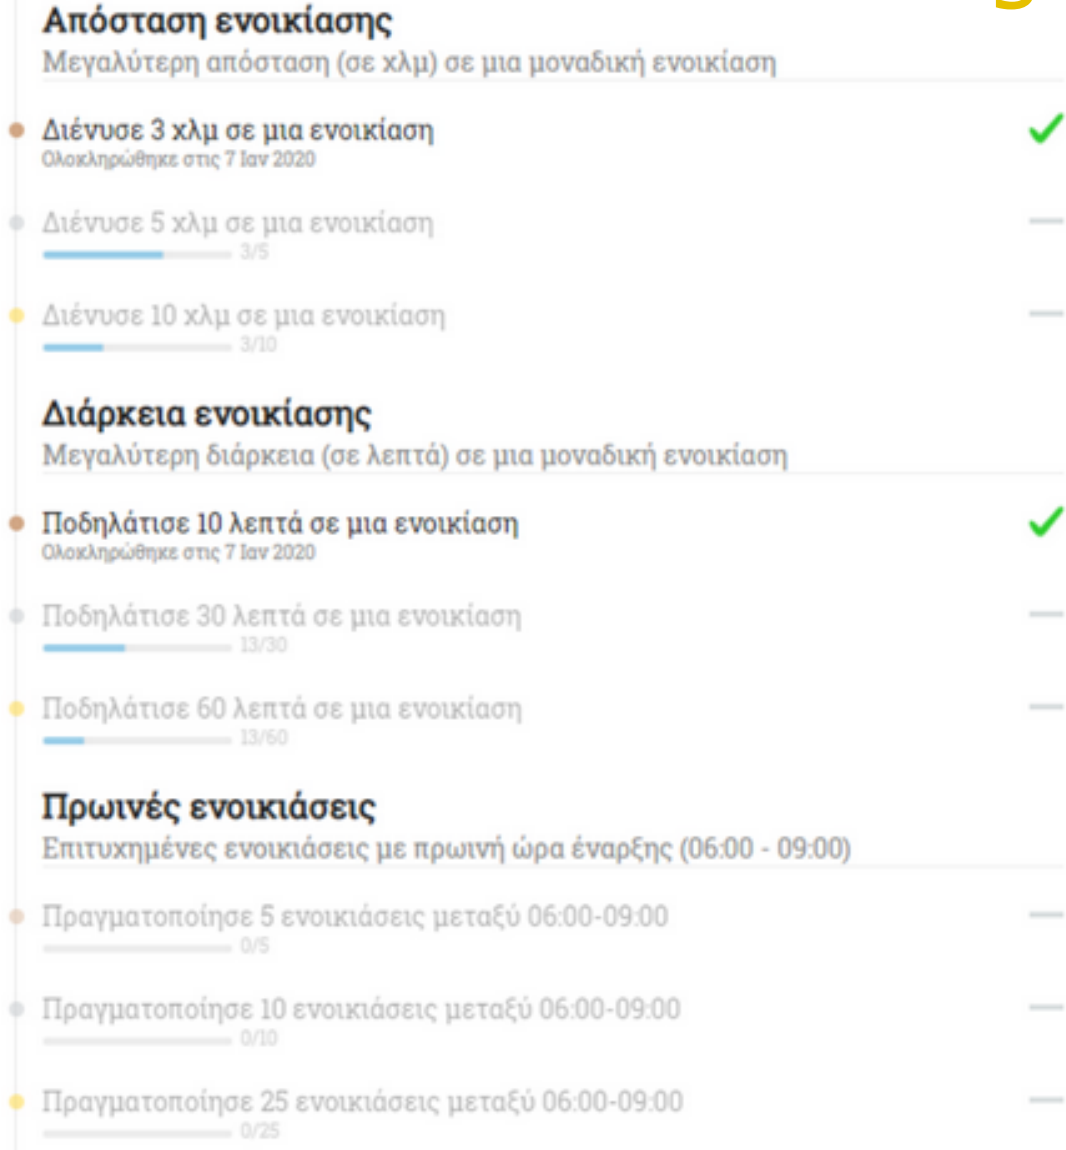 Απόσταση ενοικίασης
Μεγαλύτερη απόσταση (σε χλμ) σε μια μοναδική ενοικίαση
Διένυσε 3 χλμ σε μια ενοικίαση
Ολοκληρώθηκε στις 7 Ιαν 2020
Διένυσε 5 χλμ σε μια ενοικίαση
3/5
Διένυσε 10 χλμ σε μια ενοικίαση
3/10
Διάρκεια ενοικίασης
Μεγαλύτερη διάρκεια (σε λεπτά) σε μια μοναδική ενοικίαση
Ποδηλάτισε 10 λεπτά σε μια ενοικίαση
Ολοκληρώθηκε στις 7 Ιαν 2020
Ποδηλάτισε 30 λεπτά σε μια ενοικίαση
13/30
Ποδηλάτισε 60 λεπτά σε μια ενοικίαση
13/60
Πρωινές ενοικιάσεις
Επιτυχημένες ενοικιάσεις με πρωινή ώρα έναρξης (06:00 - 09:00)
Πραγματοποίησε 5 ενοικιάσεις μεταξύ 06:00-09:00
0/5
Πραγματοποίησε 10 ενοικιάσεις μεταξύ 06:00-09:00
0/10
Πραγματοποίησε 25 ενοικιάσεις μεταξύ 06:00-09:00
0/25